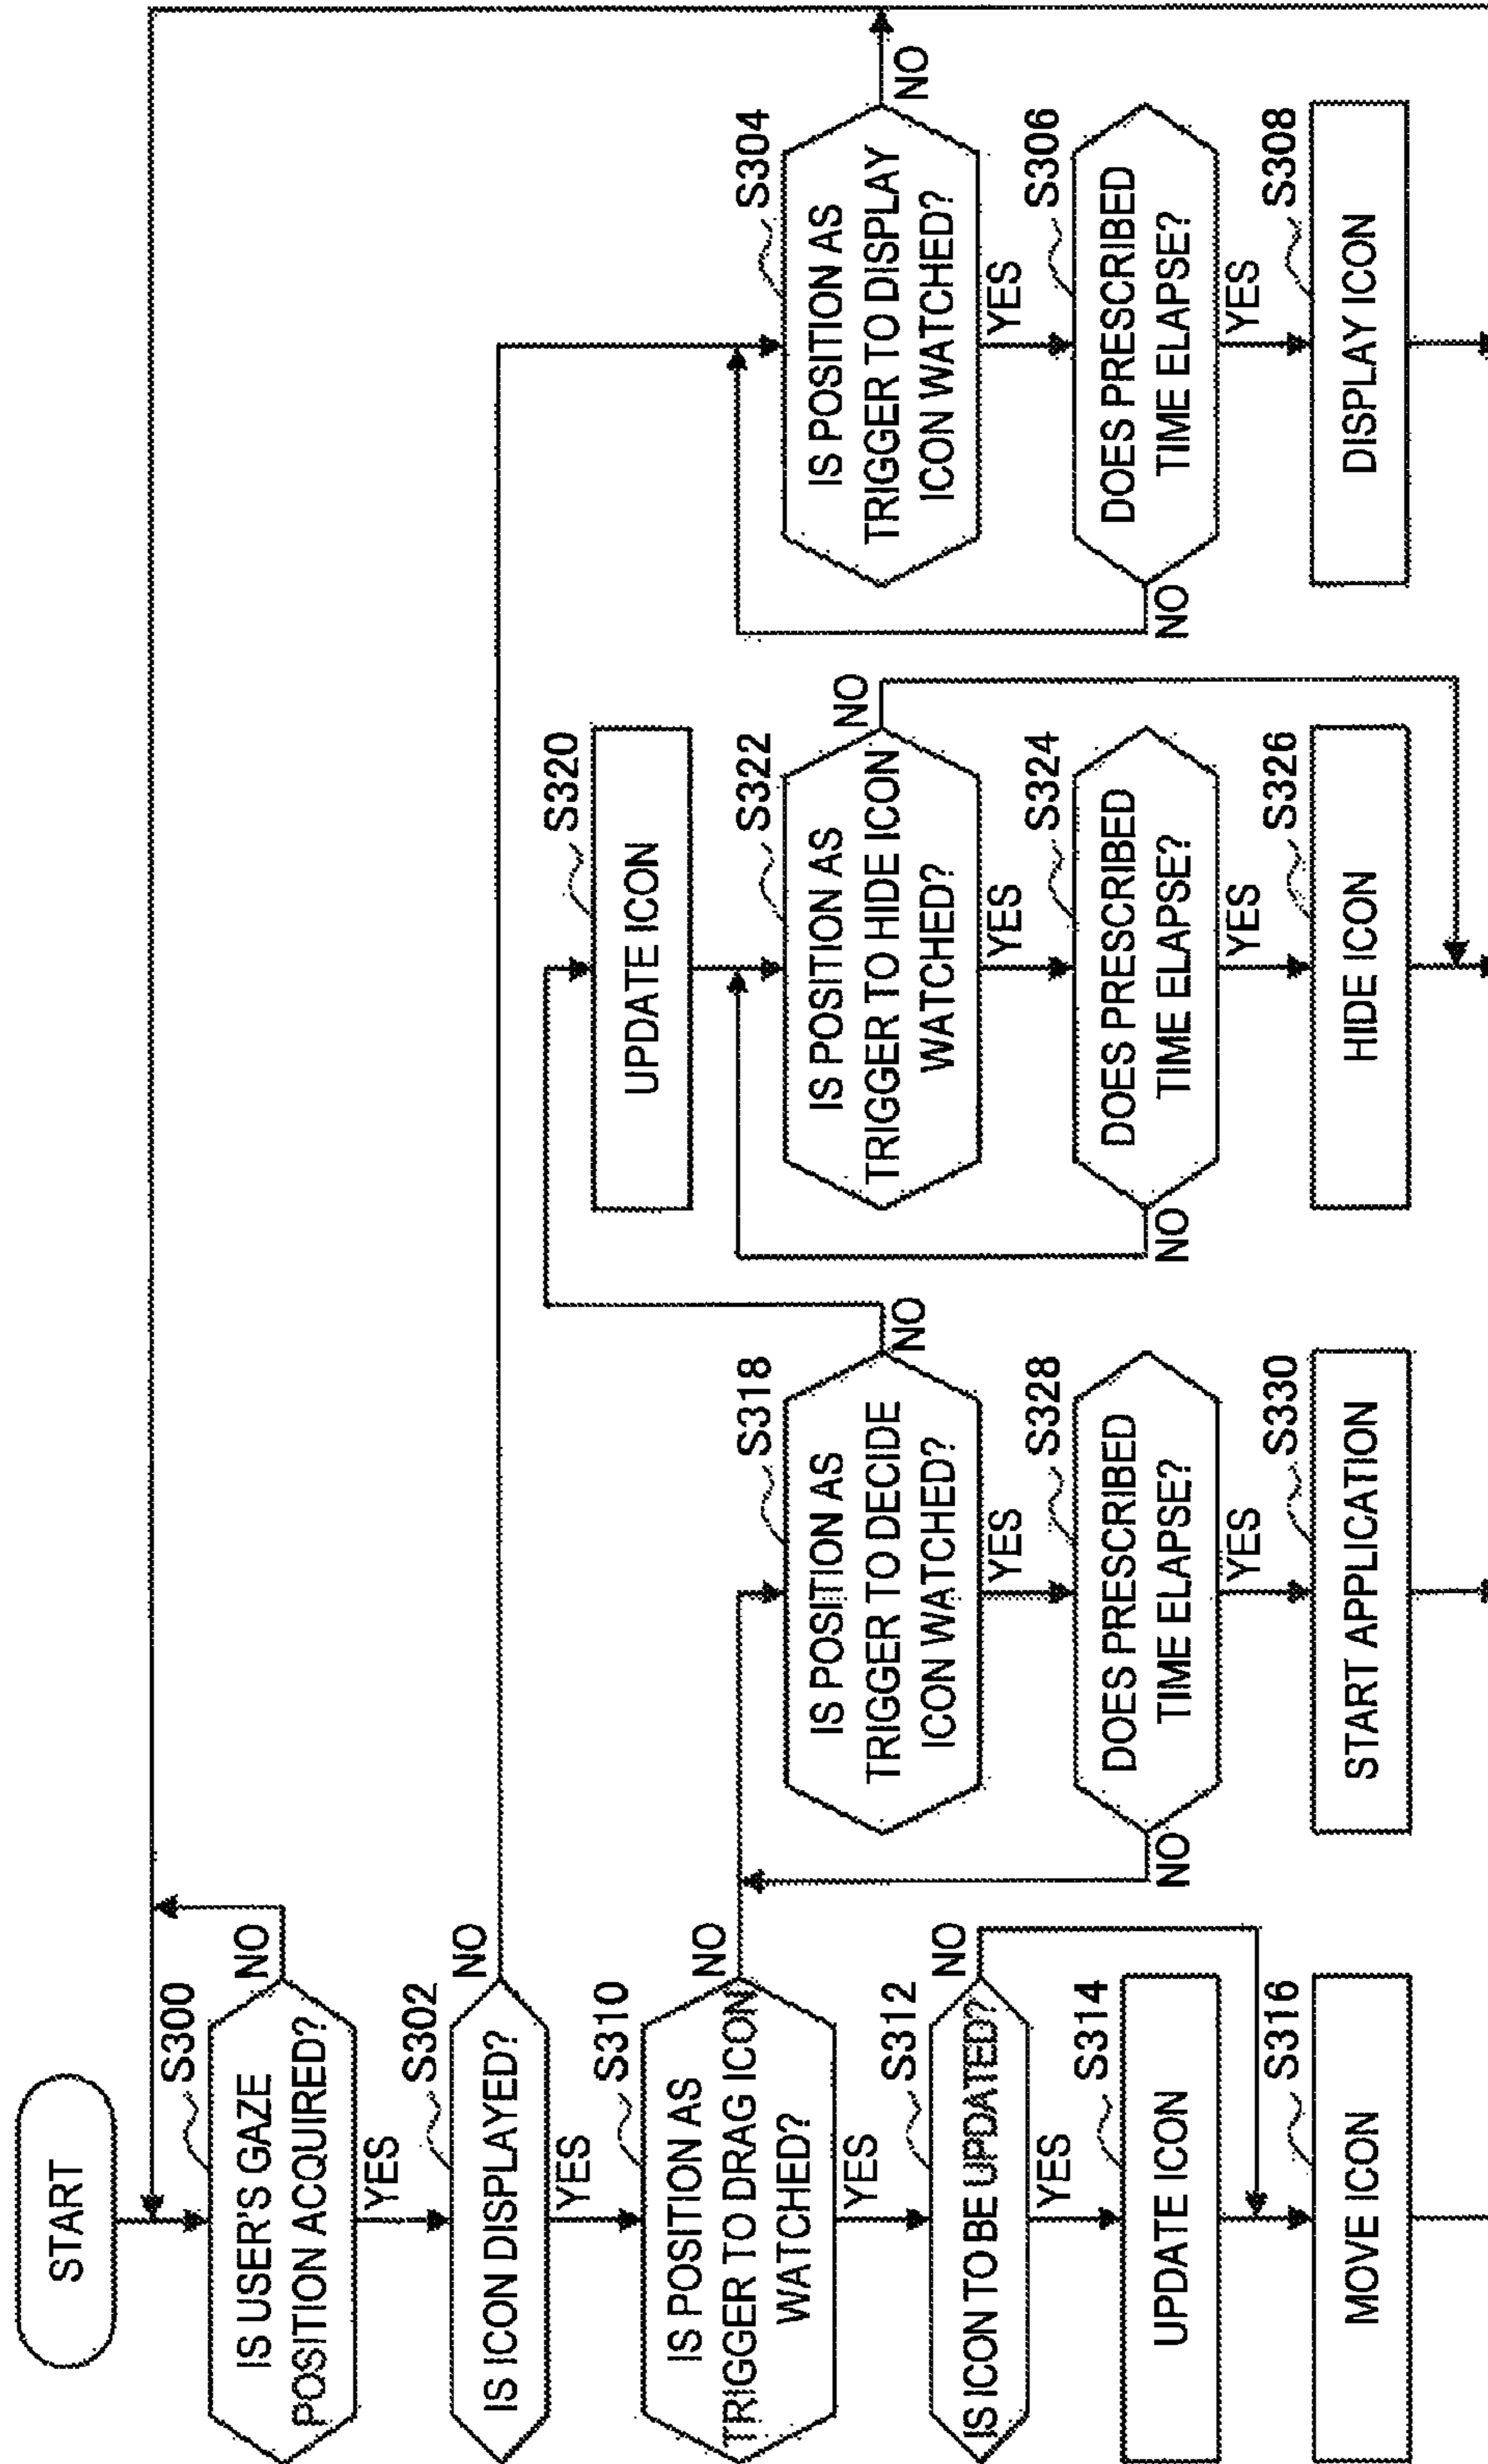 START
S300
IS USER'S GAZE
POSITION ACQUIRED?
NO
YES
S302
IS ICON DISPLAYED?
NO
YES
S310
IS POSITION AS
TRIGGER TO DRAG ICON
WATCHED?
NO
YES
S312
IS ICON TO BE UPDATED?
NO
YES
S314
UPDATE ICON
S316
MOVE ICON
S318
IS POSITION AS
TRIGGER TO DECIDE
ICON WATCHED?
NO
YES
S328
DOES PRESCRIBED
TIME ELAPSE?
NO
YES
S330
START APPLICATION
S320
UPDATE ICON
S322
IS POSITION AS
TRIGGER TO HIDE ICON
WATCHED?
NO
YES
S324
DOES PRESCRIBED
TIME ELAPSE?
NO
YES
S326
HIDE ICON
S304
IS POSITION AS
TRIGGER TO DISPLAY
ICON WATCHED?
NO
YES
S306
DOES PRESCRIBED
TIME ELAPSE?
NO
YES
S308
DISPLAY ICON